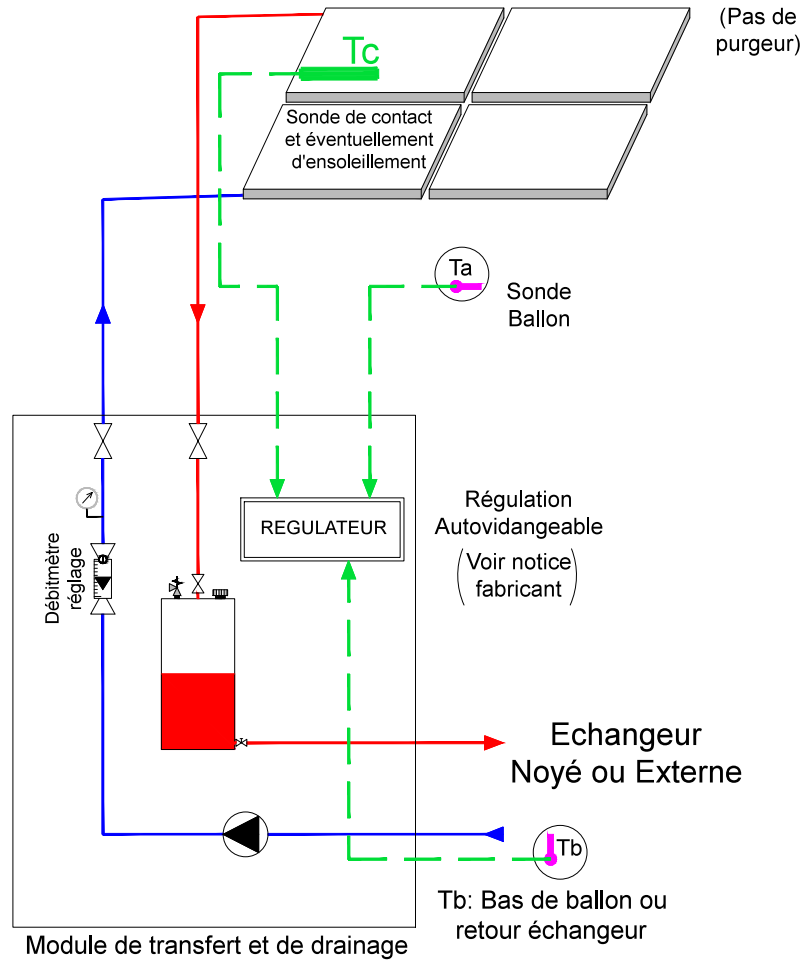 (Pas de
purgeur)
Tc
Sonde de contact
et éventuellement
d'ensoleillement
Ta
Sonde
Ballon
REGULATEUR
Régulation
Autovidangeable
(Voir notice
fabricant)
Débitmètre
réglage
Echangeur
Noyé ou Externe
Tb
Tb: Bas de ballon ou
retour échangeur
Module de transfert et de drainage